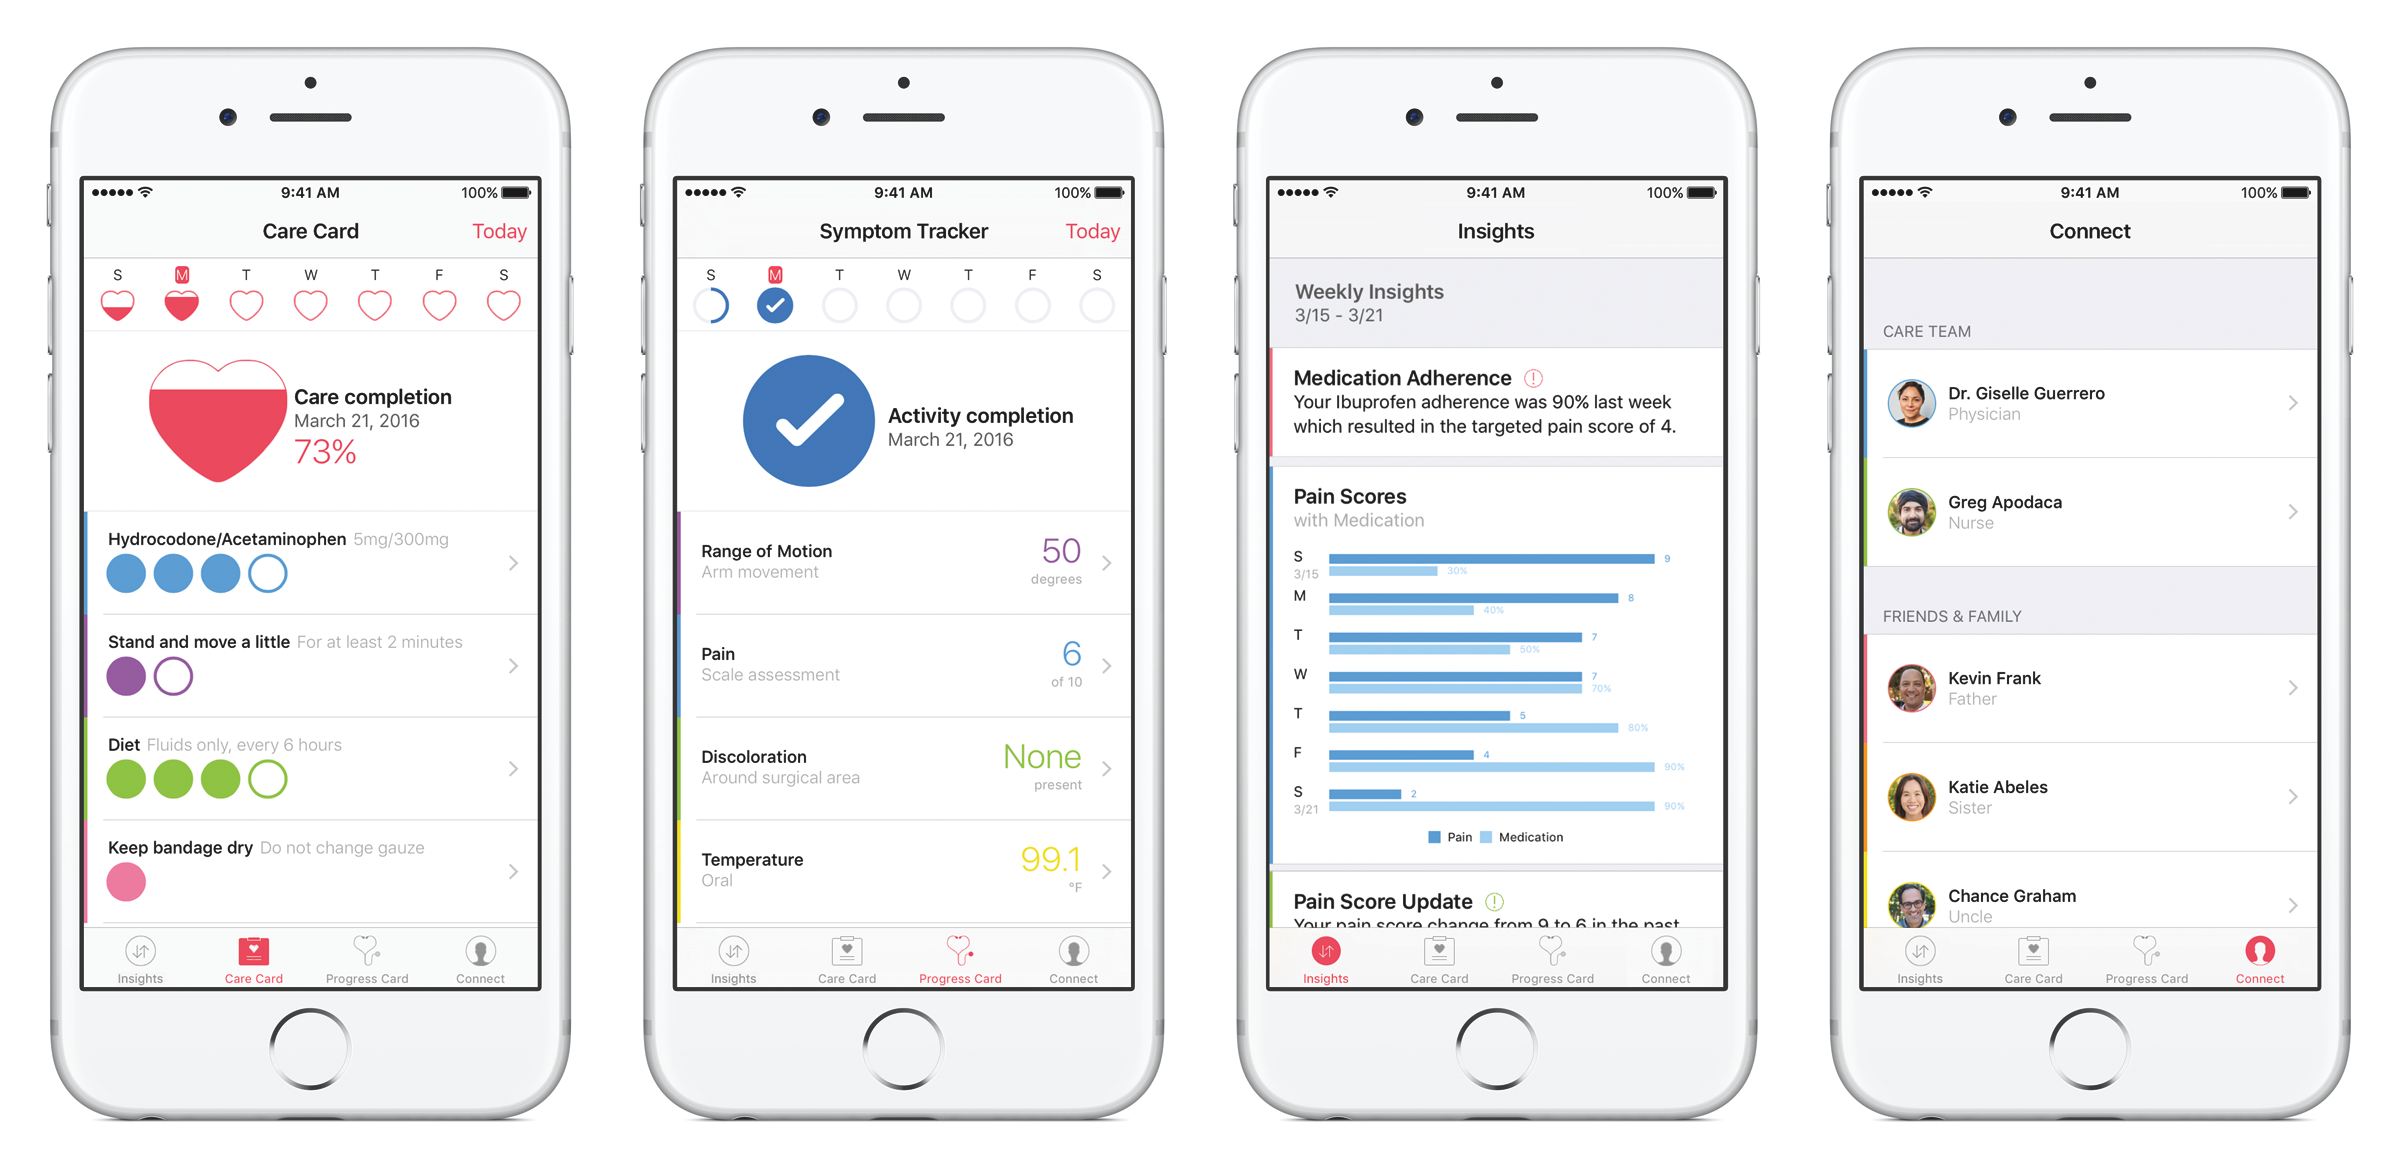 9:41 AM 100%
Care Card Today
S M T W T F S
Care completion
March 21, 2016
73%
Hydrocodone/Acetaminophen 5mg/300mg
Stand and move a little For at least 2 minutes
Diet Fluids only, every 6 hours
Keep bandage dry Do not change gauze
Insights Care Card Progress Card Connect
9:41 AM 100%
Symptom Tracker Today
S M T W T F S
Activity completion
March 21, 2016
Range of Motion 50
Arm movement degrees
Pain 6
Scale assessment of 10
Discoloration None
Around surgical area present
Temperature 99.1
Oral °F
Insights Care Card Progress Card Connect
9:41 AM 100%
Insights
Weekly Insights
3/15 - 3/21
Medication Adherence
Your Ibuprofen adherence was 90% last week
which resulted in the targeted pain score of 4.
Pain Scores
with Medication
S 9
3/15 30%
M 8
40%
T 7
50%
W 7
70%
T 5
80%
F 4
90%
S 2
3/21 90%
Pain Medication
Pain Score Update
Your pain score change from 9 to 6 in the past
Insights Care Card Progress Card Connect
9:41 AM 100%
Connect
CARE TEAM
Dr. Giselle Guerrero
Physician
Greg Apodaca
Nurse
FRIENDS & FAMILY
Kevin Frank
Father
Katie Abeles
Sister
Chance Graham
Uncle
Insights Care Card Progress Card Connect